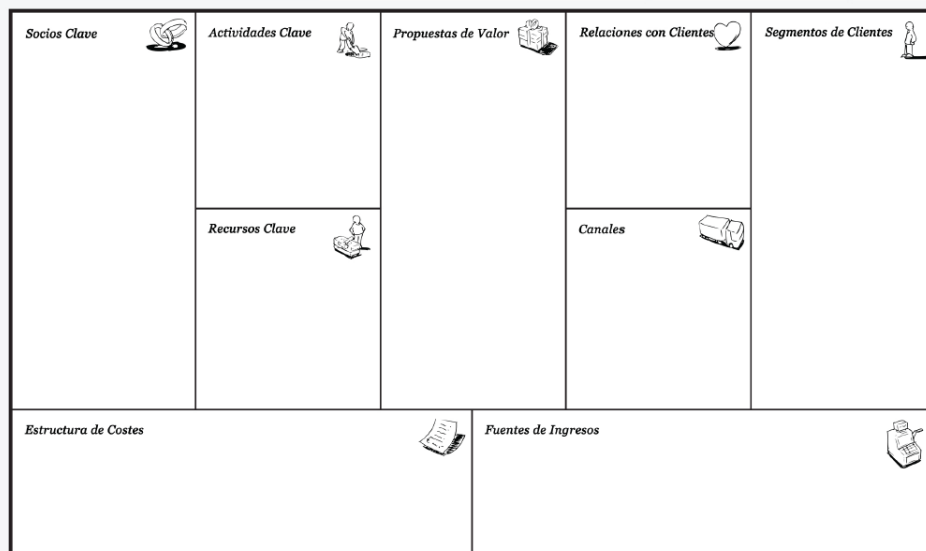 Socios Clave
Actividades Clave
Propuestas de Valor
Relaciones con Clientes
Segmentos de Clientes
Recursos Clave
Canales
Estructura de Costes
Fuentes de Ingresos